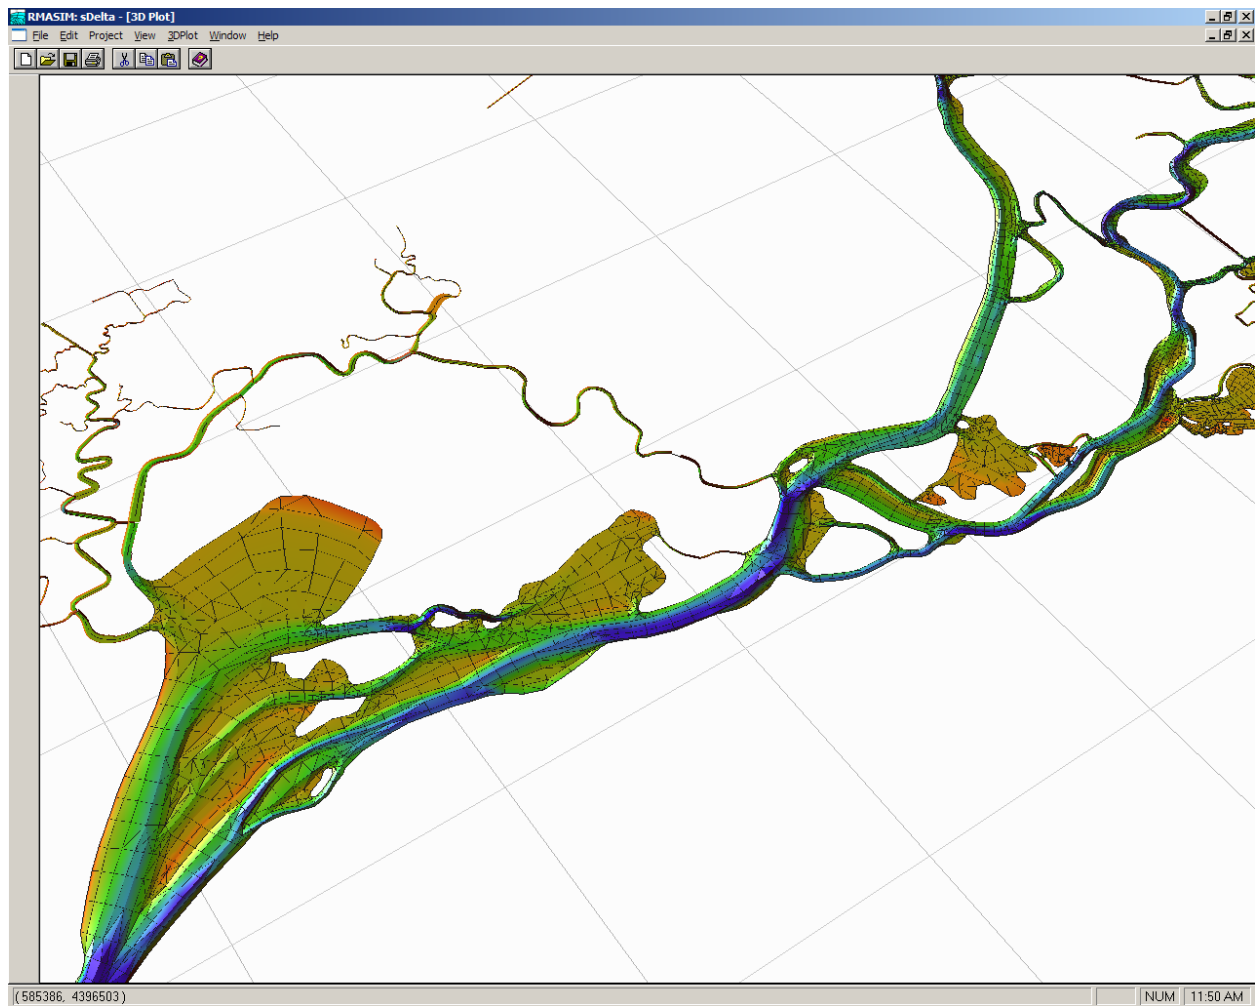 RMASIM: sDelta - [3D Plot]
File Edit Project View 3DPlot Window Help
(585386, 4396503) NUM 11:50 AM